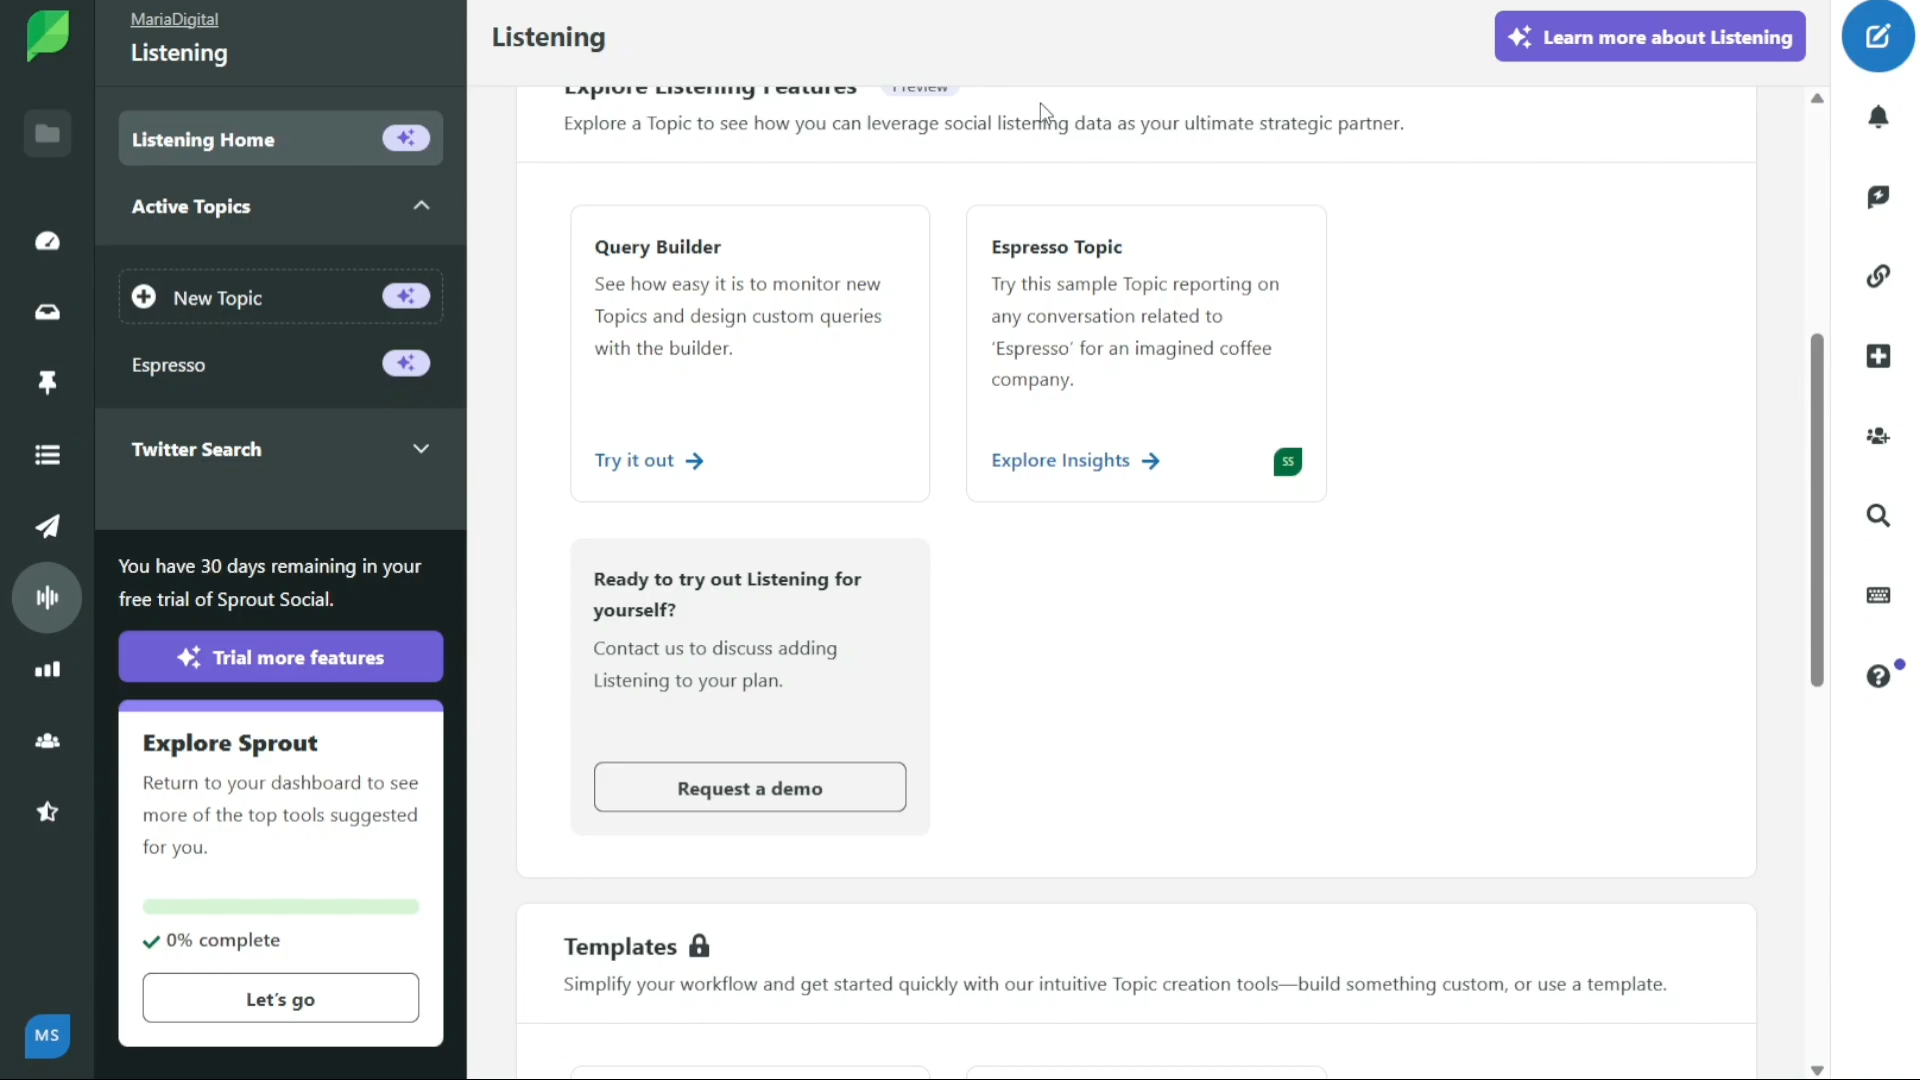 MariaDigital
Listening
Listening Home
Active Topics
New Topic
Espresso
Twitter Search
You have 30 days remaining in your
free trial of Sprout Social.
Trial more features
Explore Sprout
Return to your dashboard to see
more of the top tools suggested
for you.
0% complete
Let's go
MS
Listening
Learn more about Listening
Explore Listening Features Preview
Explore a Topic to see how you can leverage social listening data as your ultimate strategic partner.
Query Builder
See how easy it is to monitor new
Topics and design custom queries
with the builder.
Try it out
Espresso Topic
Try this sample Topic reporting on
any conversation related to
'Espresso' for an imagined coffee
company.
Explore Insights
SS
Ready to try out Listening for
yourself?
Contact us to discuss adding
Listening to your plan.
Request a demo
Templates
Simplify your workflow and get started quickly with our intuitive Topic creation tools—build something custom, or use a template.